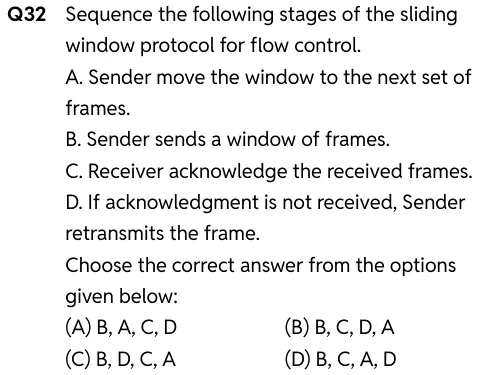 Q32 Sequence the following stages of the sliding
window protocol for flow control.
A. Sender move the window to the next set of
frames.
B. Sender sends a window of frames.
C. Receiver acknowledge the received frames.
D. If acknowledgment is not received, Sender
retransmits the frame.
Choose the correct answer from the options
given below:
(A) B, A, C, D (B) B, C, D, A
(C) B, D, C, A (D) B, C, A, D